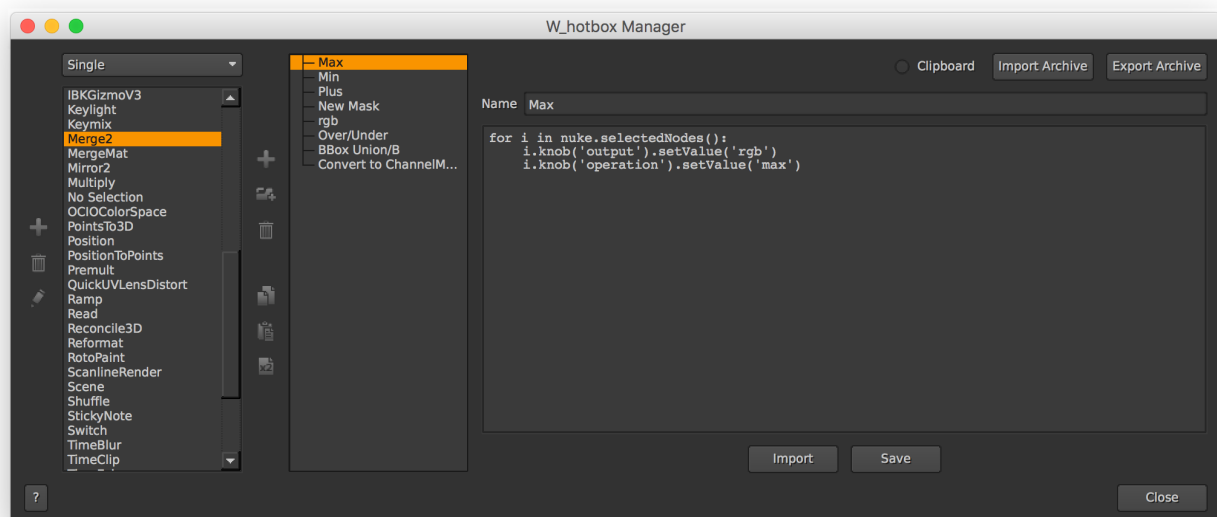 W_hotbox Manager
Single
IBKGizmoV3
Keylight
Keymix
Merge2
MergeMat
Mirror2
Multiply
No Selection
OCIOColorSpace
PointsTo3D
Position
PositionToPoints
Premult
QuickUVLensDistort
Ramp
Read
Reconcile3D
Reformat
RotoPaint
ScanlineRender
Scene
Shuffle
StickyNote
Switch
TimeBlur
TimeClip
x2
Max
Min
Plus
New Mask
rgb
Over/Under
BBox Union/B
Convert to ChannelM...
Clipboard
Import Archive
Export Archive
Name Max
for i in nuke.selectedNodes():
    i.knob('output').setValue('rgb')
    i.knob('operation').setValue('max')
Import
Save
?
Close